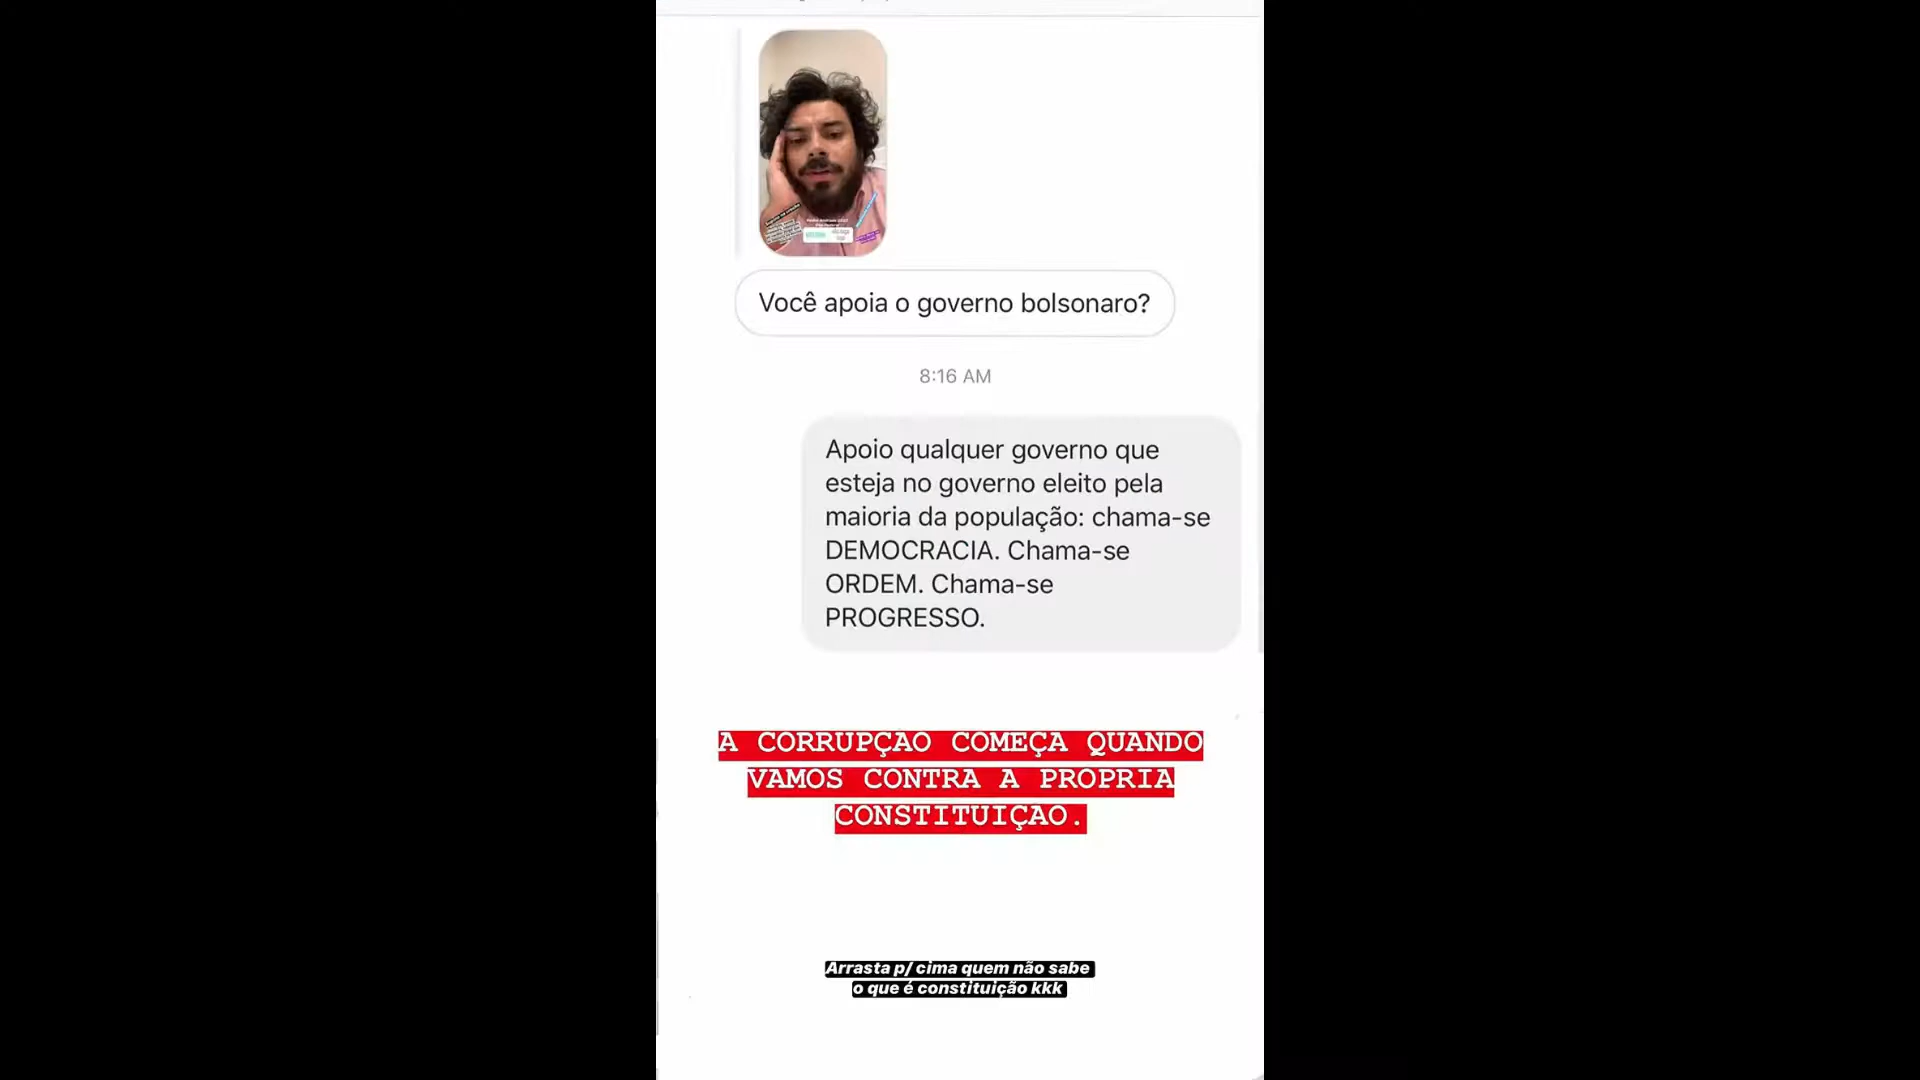 Você apoia o governo bolsonaro?
8:16 AM
Apoio qualquer governo que
esteja no governo eleito pela
maioria da população: chama-se
DEMOCRACIA. Chama-se
ORDEM. Chama-se
PROGRESSO.
A CORRUPÇAO COMEÇA QUANDO
VAMOS CONTRA A PROPRIA
CONSTITUIÇAO.
Arrasta p/ cima quem não sabe
o que é constituição kkk